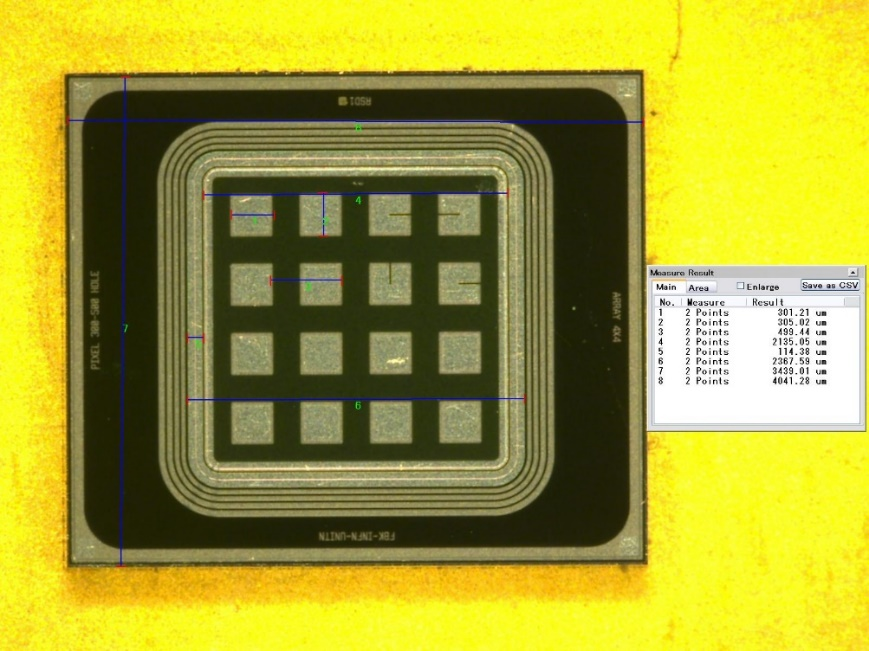 RSD1
8
4
1
2
3
PIXEL 300-500 HOLE
7
ARRAY 4X4
5
6
FBK-INFN-UNITN
Measure Result
Main Area Enlarge Save as CSV
No. Measure Result
1 2 Points 301.21 um
2 2 Points 305.02 um
3 2 Points 499.44 um
4 2 Points 2135.05 um
5 2 Points 114.38 um
6 2 Points 2367.59 um
7 2 Points 3439.01 um
8 2 Points 4041.28 um